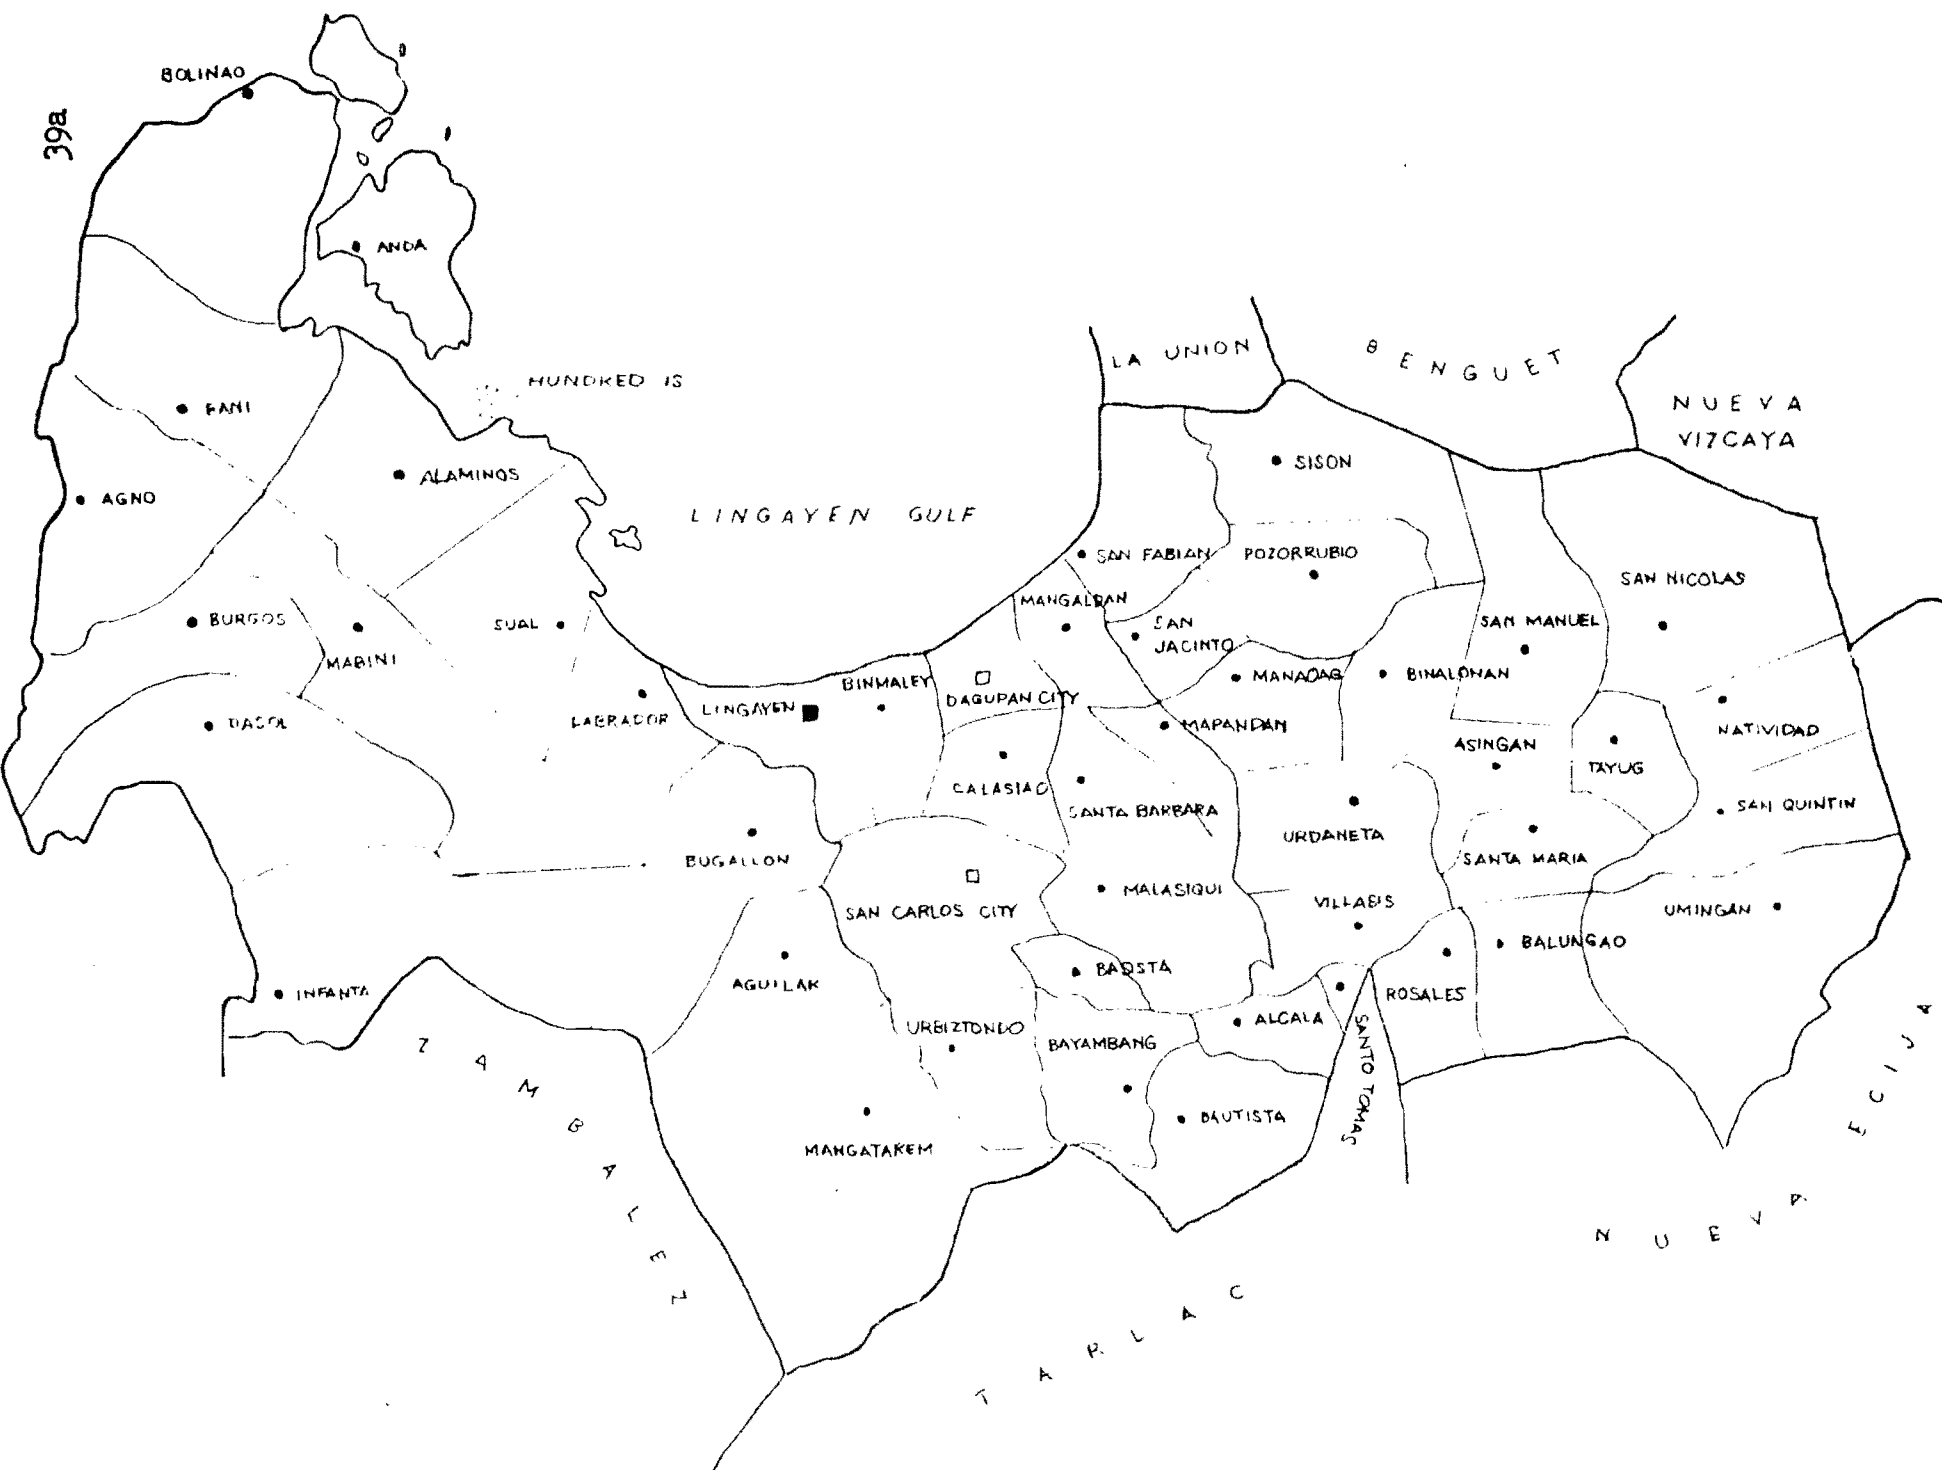 39a
BOLINAO
ANDA
HUNDRED IS
LA UNION
BENGUET
NUEVA
VIZCAYA
BANI
ALAMINOS
AGNO
LINGAYEN GULF
SISON
SAN FABIAN
POZORRUBIO
SAN NICOLAS
MANGALDAN
BURGOS
SUAL
SAN
JACINTO
SAN MANUEL
MABINI
MANAOAG
BINALONAN
BINMALEY
DAGUPAN CITY
LINGAYEN
LABRADOR
DASOL
MAPANDAN
NATIVIDAD
ASINGAN
TAYUG
CALASIAO
SANTA BARBARA
SAN QUINTIN
URDANETA
BUGALLON
SANTA MARIA
MALASIQUI
VILLASIS
SAN CARLOS CITY
UMINGAN
BALUNGAO
BAUSTA
AGUILAR
INFANTA
ROSALES
ALCALA
SANTO TOMAS
URBIZTONDO
BAYAMBANG
BAUTISTA
MANGATAREM
ZAMBALEZ
TARLAC
NUEVA ECIJA